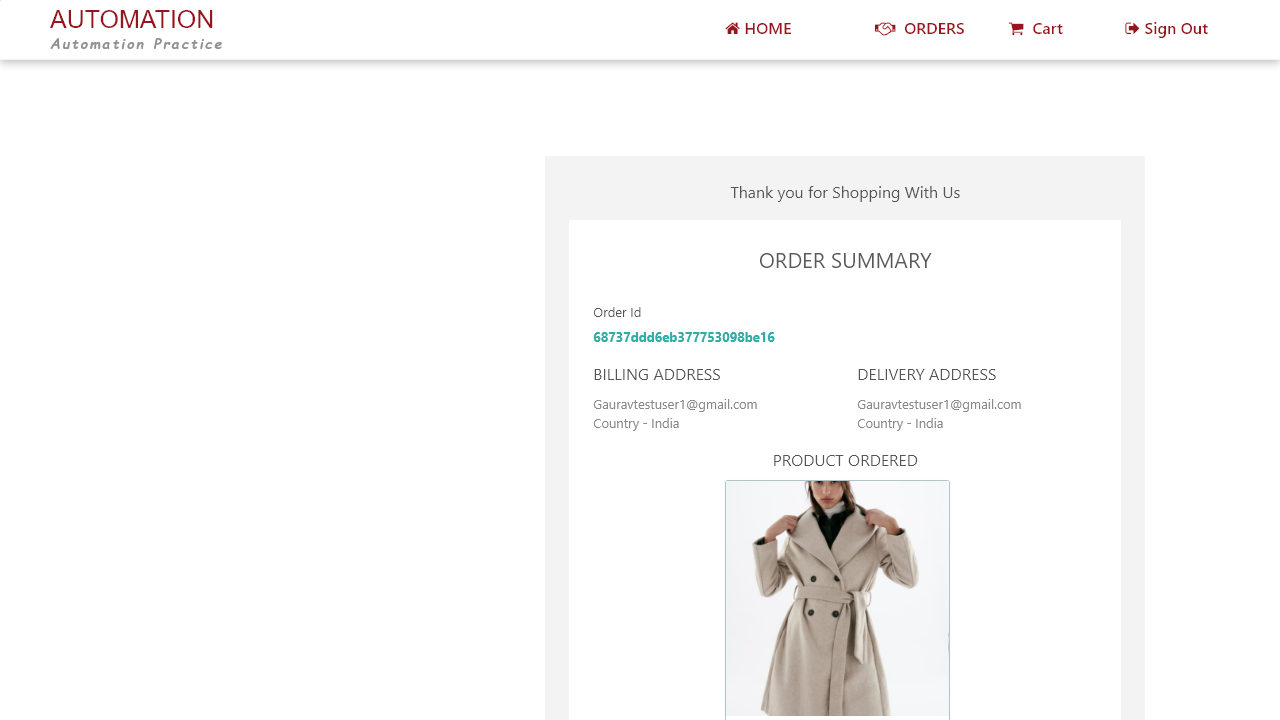 AUTOMATION
Automation Practice
HOME
ORDERS
Cart
Sign Out
Thank you for Shopping With Us
ORDER SUMMARY
Order Id
68737ddd6eb377753098be16
BILLING ADDRESS
Gauravtestuser1@gmail.com
Country - India
DELIVERY ADDRESS
Gauravtestuser1@gmail.com
Country - India
PRODUCT ORDERED